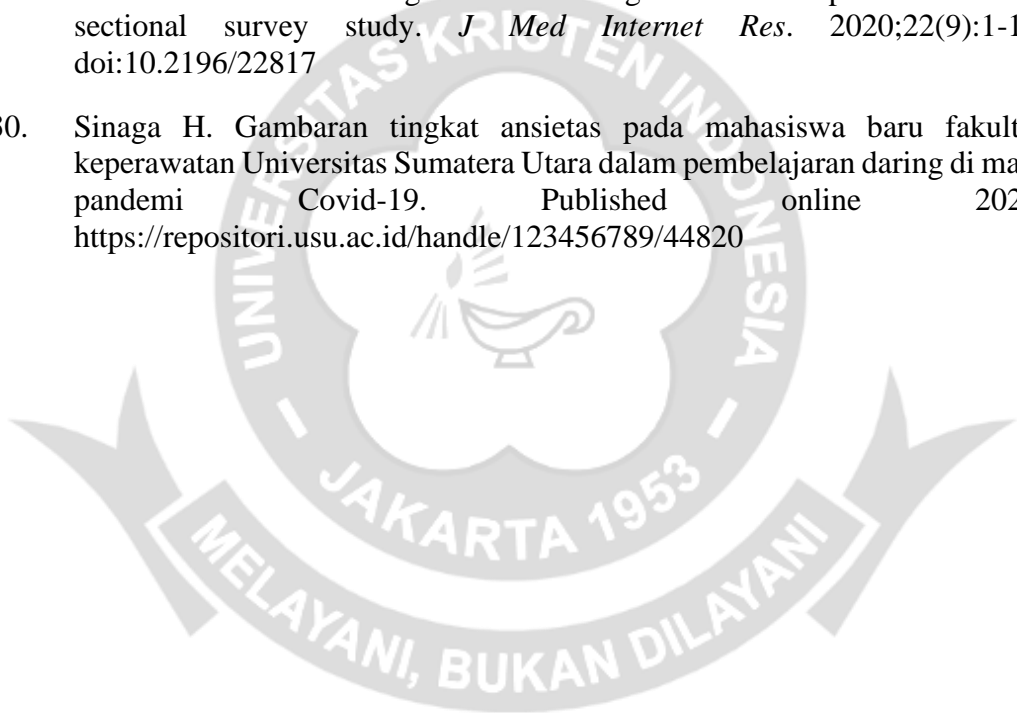 sectional survey study. J Med Internet Res. 2020;22(9):1-1
doi:10.2196/22817
30. Sinaga H. Gambaran tingkat ansietas pada mahasiswa baru fakult
keperawatan Universitas Sumatera Utara dalam pembelajaran daring di ma
pandemi Covid-19. Published online 202
https://repositori.usu.ac.id/handle/123456789/44820
UNIVERSITAS KRISTEN INDONESIA
JAKARTA 1953
MELAYANI, BUKAN DILAYANI